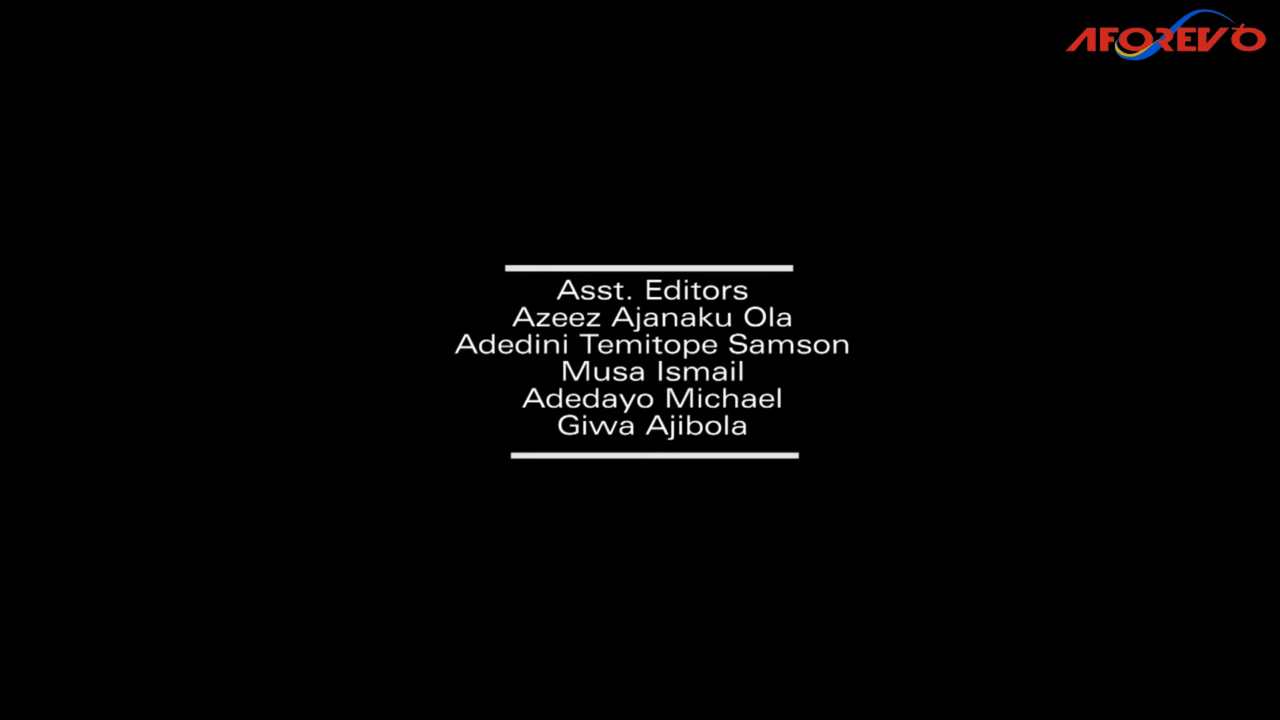 AFOREVO
Asst. Editors
Azeez Ajanaku Ola
Adedini Temitope Samson
Musa Ismail
Adedayo Michael
Giwa Ajibola